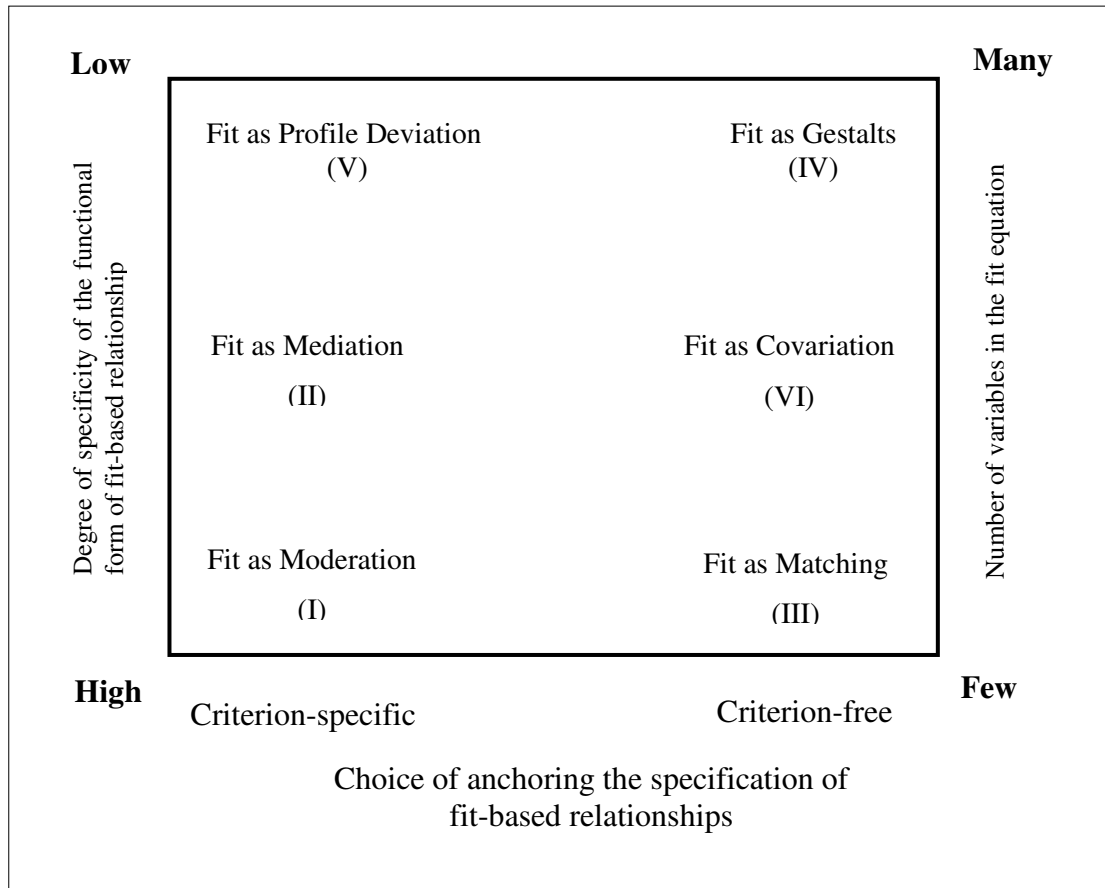 Low
Many
Fit as Profile Deviation
(V)
Fit as Gestalts
(IV)
Degree of specificity of the functional
form of fit-based relationship
Number of variables in the fit equation
Fit as Mediation
(II)
Fit as Covariation
(VI)
Fit as Moderation
(I)
Fit as Matching
(III)
High
Few
Criterion-specific
Criterion-free
Choice of anchoring the specification of
fit-based relationships